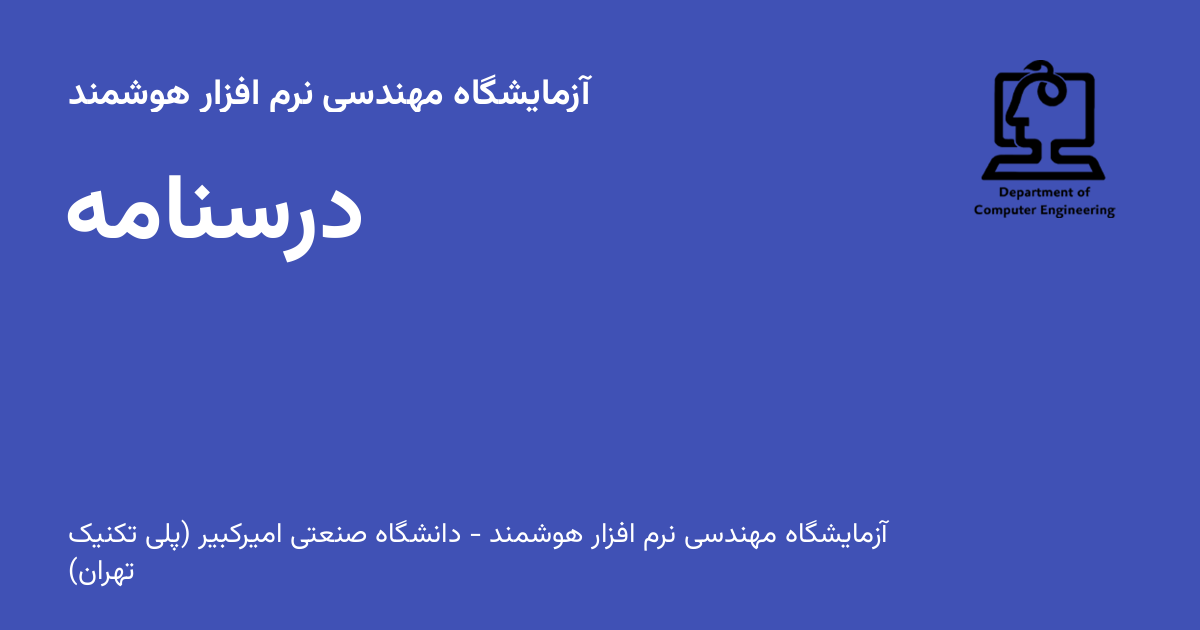 آزمایشگاه مهندسی نرم افزار هوشمند
درسنامه
Department of
Computer Engineering
آزمایشگاه مهندسی نرم افزار هوشمند - دانشگاه صنعتی امیرکبیر (پلی تکنیک
تهران)